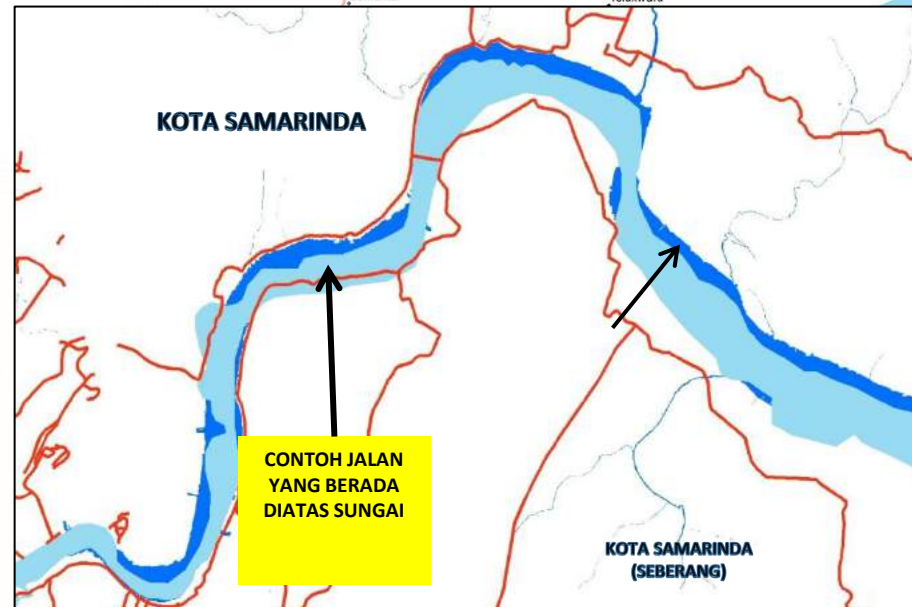 KOTA SAMARINDA
CONTOH JALAN
YANG BERADA
DIATAS SUNGAI
KOTA SAMARINDA
(SEBERANG)